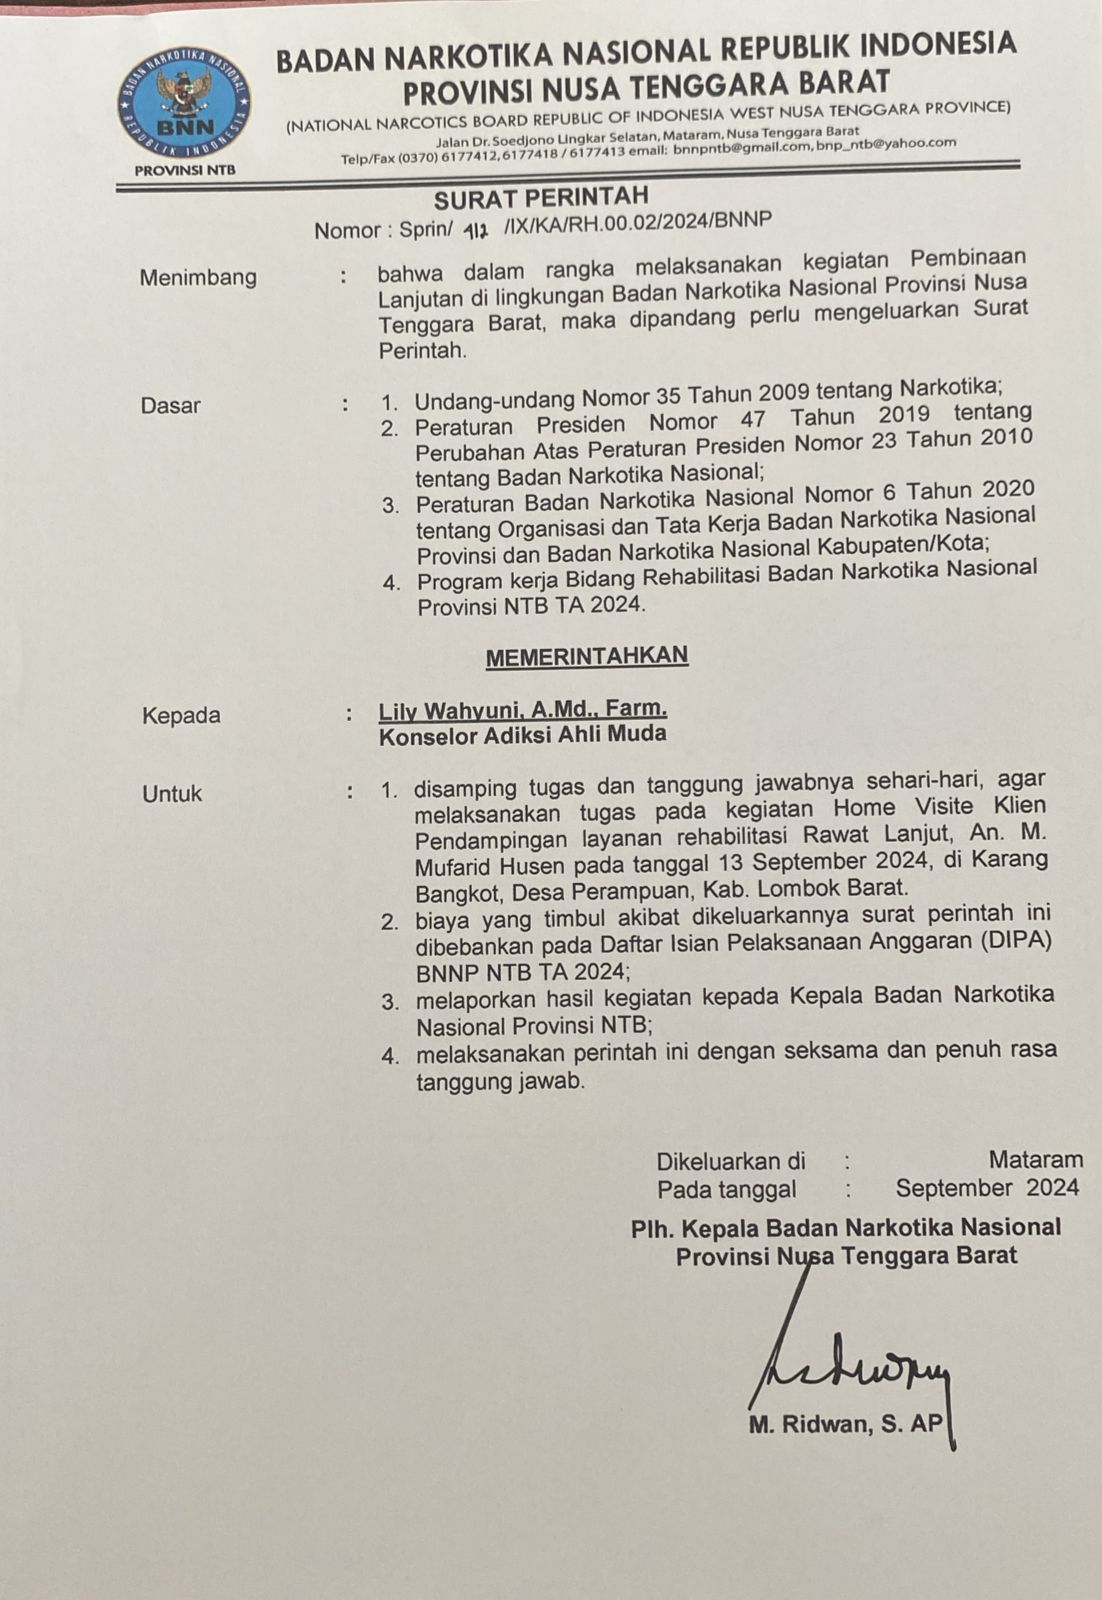 BADAN NARKOTIKA NASIONAL
REPUBLIK INDONESIA
BNN
PROVINSI NTB
BADAN NARKOTIKA NASIONAL REPUBLIK INDONESIA
PROVINSI NUSA TENGGARA BARAT
(NATIONAL NARCOTICS BOARD REPUBLIC OF INDONESIA WEST NUSA TENGGARA PROVINCE)
Jalan Dr. Soedjono Lingkar Selatan, Mataram, Nusa Tenggara Barat
Telp/Fax (0370) 6177412, 6177418 / 6177413 email: bnnpntb@gmail.com, bnp_ntb@yahoo.com
SURAT PERINTAH
Nomor : Sprin/ 912 /IX/KA/RH.00.02/2024/BNNP
Menimbang : bahwa dalam rangka melaksanakan kegiatan Pembinaan
Lanjutan di lingkungan Badan Narkotika Nasional Provinsi Nusa
Tenggara Barat, maka dipandang perlu mengeluarkan Surat
Perintah.
Dasar : 1. Undang-undang Nomor 35 Tahun 2009 tentang Narkotika;
2. Peraturan Presiden Nomor 47 Tahun 2019 tentang
Perubahan Atas Peraturan Presiden Nomor 23 Tahun 2010
tentang Badan Narkotika Nasional;
3. Peraturan Badan Narkotika Nasional Nomor 6 Tahun 2020
tentang Organisasi dan Tata Kerja Badan Narkotika Nasional
Provinsi dan Badan Narkotika Nasional Kabupaten/Kota;
4. Program kerja Bidang Rehabilitasi Badan Narkotika Nasional
Provinsi NTB TA 2024.
MEMERINTAHKAN
Kepada : Lily Wahyuni, A.Md., Farm.
Konselor Adiksi Ahli Muda
Untuk : 1. disamping tugas dan tanggung jawabnya sehari-hari, agar
melaksanakan tugas pada kegiatan Home Visite Klien
Pendampingan layanan rehabilitasi Rawat Lanjut, An. M.
Mufarid Husen pada tanggal 13 September 2024, di Karang
Bangkot, Desa Perampuan, Kab. Lombok Barat.
2. biaya yang timbul akibat dikeluarkannya surat perintah ini
dibebankan pada Daftar Isian Pelaksanaan Anggaran (DIPA)
BNNP NTB TA 2024;
3. melaporkan hasil kegiatan kepada Kepala Badan Narkotika
Nasional Provinsi NTB;
4. melaksanakan perintah ini dengan seksama dan penuh rasa
tanggung jawab.
Dikeluarkan di : Mataram
Pada tanggal : September 2024
Plh. Kepala Badan Narkotika Nasional
Provinsi Nusa Tenggara Barat
M. Ridwan, S. AP